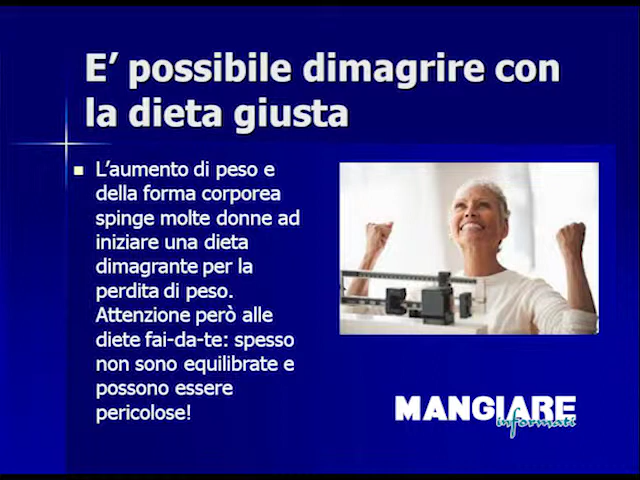 E’ possibile dimagrire con
la dieta giusta
L’aumento di peso e
della forma corporea
spinge molte donne ad
iniziare una dieta
dimagrante per la
perdita di peso.
Attenzione però alle
diete fai-da-te: spesso
non sono equilibrate e
possono essere
pericolose!
MANGIARE
informati